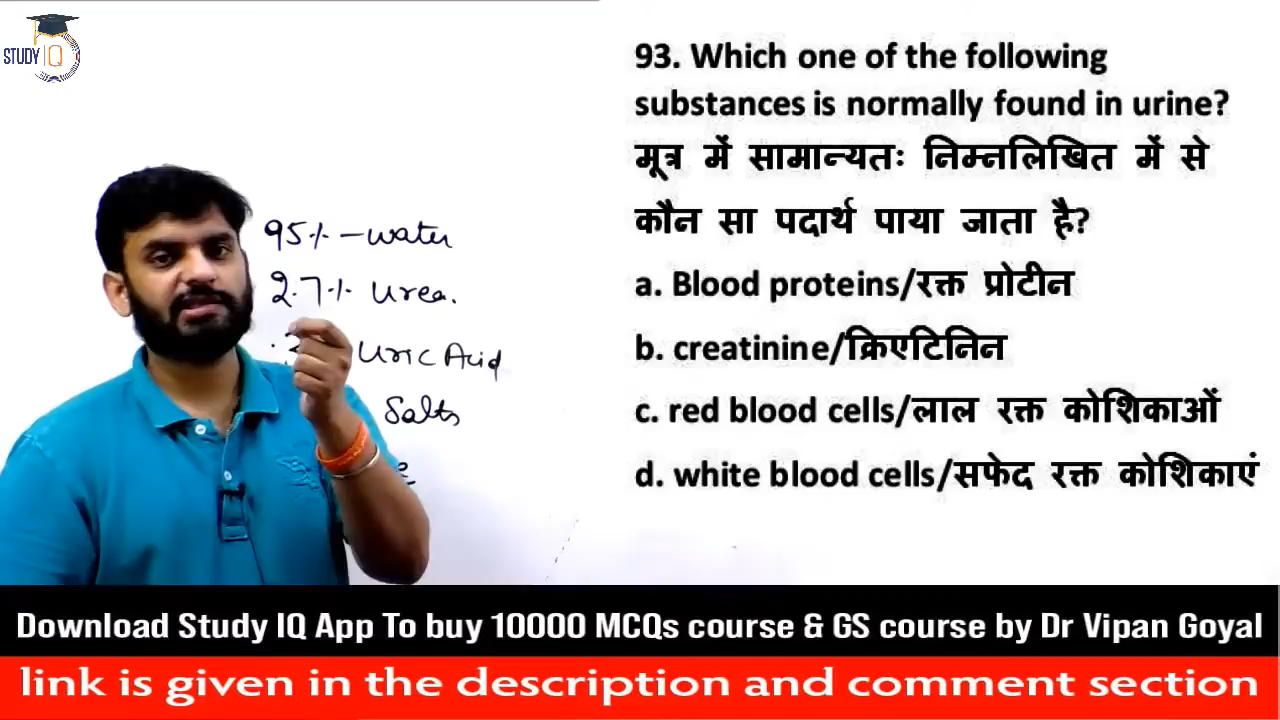 STUDY IQ
95% - water
2.7% Urea.
Uric Acid
Salts
93. Which one of the following
substances is normally found in urine?
मूत्र में सामान्यतः निम्नलिखित में से
कौन सा पदार्थ पाया जाता है?
a. Blood proteins/रक्त प्रोटीन
b. creatinine/क्रिएटिनिन
c. red blood cells/लाल रक्त कोशिकाओं
d. white blood cells/सफेद रक्त कोशिकाएं
Download Study IQ App To buy 10000 MCQs course & GS course by Dr Vipan Goyal
link is given in the description and comment section